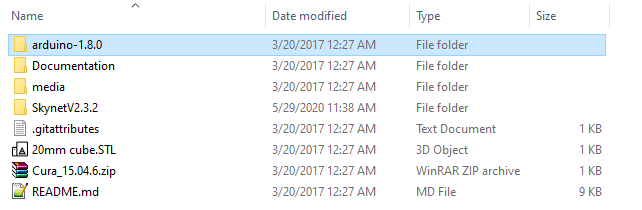 Name Date modified Type Size
arduino-1.8.0 3/20/2017 12:27 AM File folder
Documentation 3/20/2017 12:27 AM File folder
media 3/20/2017 12:27 AM File folder
SkynetV2.3.2 5/29/2020 11:38 AM File folder
.gitattributes 3/20/2017 12:27 AM Text Document 1 KB
20mm cube.STL 3/20/2017 12:27 AM 3D Object 1 KB
Cura_15.04.6.zip 3/20/2017 12:27 AM WinRAR ZIP archive 1 KB
README.md 3/20/2017 12:27 AM MD File 9 KB